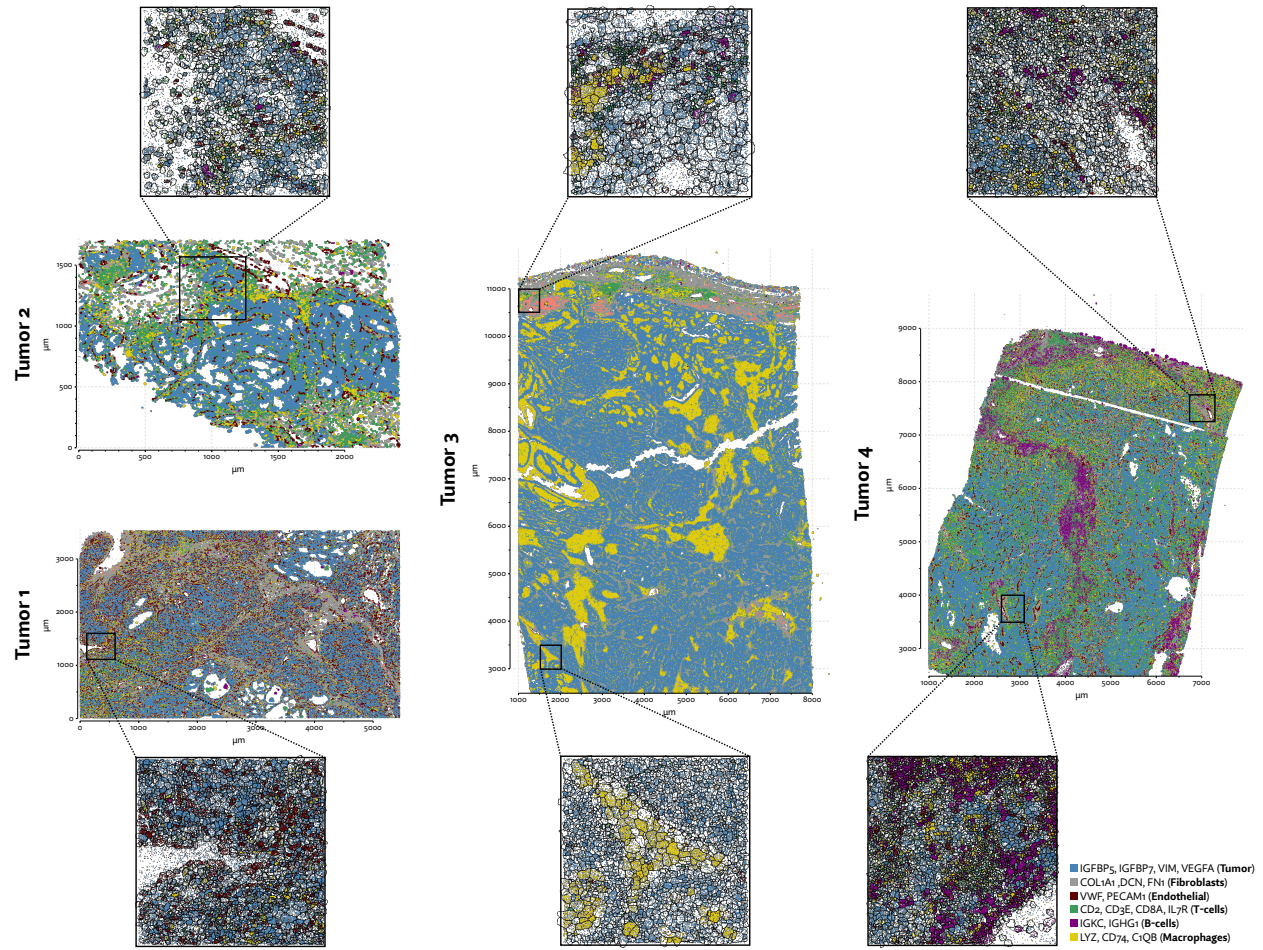 Tumor 2
µm
1500
1000
500
0
0
500
1000
1500
2000
µm
Tumor 1
µm
3000
2000
1000
0
0
1000
2000
3000
4000
5000
µm
Tumor 3
µm
11000
10000
9000
8000
7000
6000
5000
4000
3000
1000
2000
3000
4000
5000
6000
7000
8000
µm
Tumor 4
µm
9000
8000
7000
6000
5000
4000
3000
1000
2000
3000
4000
5000
6000
7000
µm
IGFBP5, IGFBP7, VIM, VEGFA (Tumor)
COL1A1 ,DCN, FN1 (Fibroblasts)
VWF, PECAM1 (Endothelial)
CD2, CD3E, CD8A, IL7R (T-cells)
IGKC, IGHG1 (B-cells)
LYZ, CD74, C1QB (Macrophages)